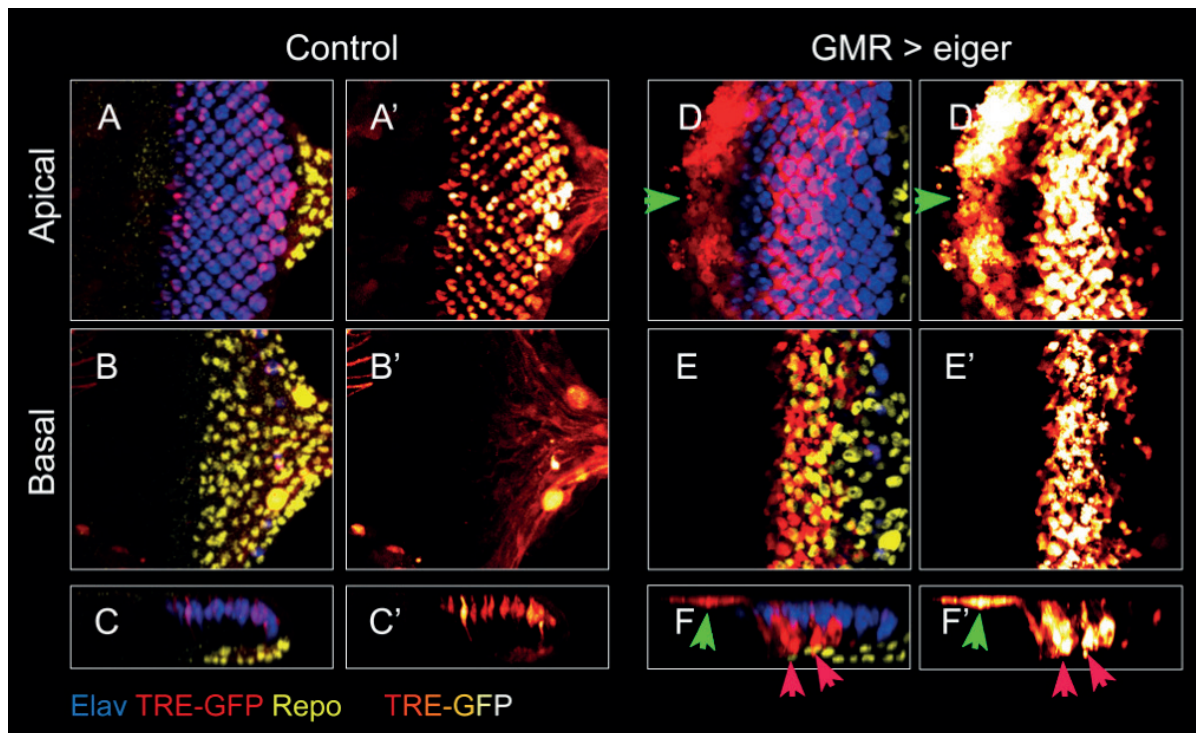 Control GMR > eiger
Apical
A A' D D'
Basal
B B' E E'
C C' F F'
Elav TRE-GFP Repo TRE-GFP